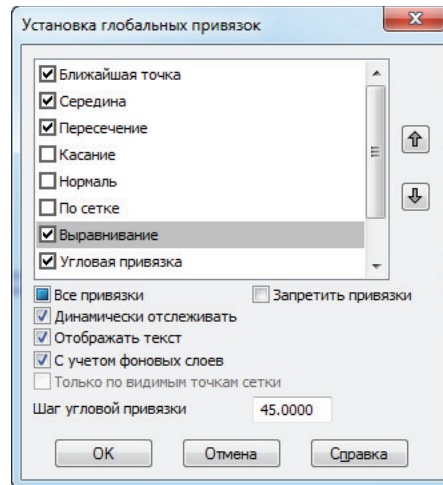 Установка глобальных привязок
Ближайшая точка
Середина
Пересечение
Касание
Нормаль
По сетке
Выравнивание
Угловая привязка
Все привязки Запретить привязки
Динамически отслеживать
Отображать текст
С учетом фоновых слоев
Только по видимым точкам сетки
Шаг угловой привязки 45.0000
OK Отмена Справка